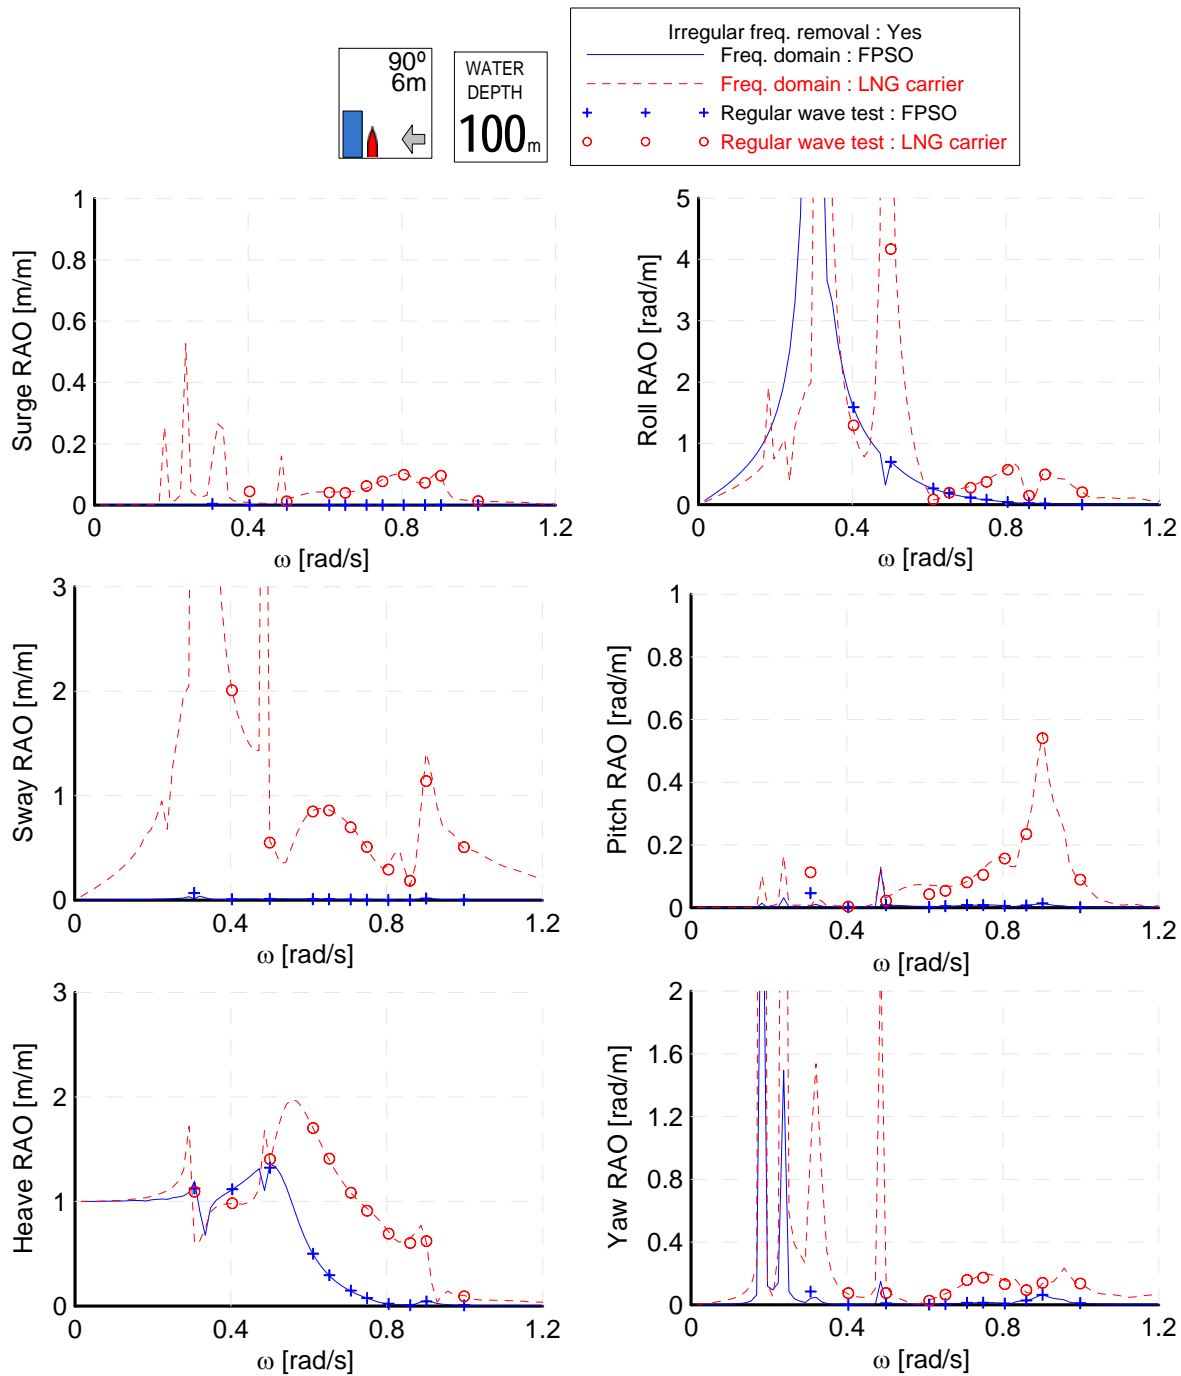 90º
6m
WATER
DEPTH
100m
Irregular freq. removal : Yes
Freq. domain : FPSO
Freq. domain : LNG carrier
Regular wave test : FPSO
Regular wave test : LNG carrier
Surge RAO [m/m]
1
0.8
0.6
0.4
0.2
0
0 0.4 0.8 1.2
ω [rad/s]
Roll RAO [rad/m]
5
4
3
2
1
0
0 0.4 0.8 1.2
ω [rad/s]
Sway RAO [m/m]
3
2
1
0
0 0.4 0.8 1.2
ω [rad/s]
Pitch RAO [rad/m]
1
0.8
0.6
0.4
0.2
0
0 0.4 0.8 1.2
ω [rad/s]
Heave RAO [m/m]
3
2
1
0
0 0.4 0.8 1.2
ω [rad/s]
Yaw RAO [rad/m]
2
1.6
1.2
0.8
0.4
0
0 0.4 0.8 1.2
ω [rad/s]